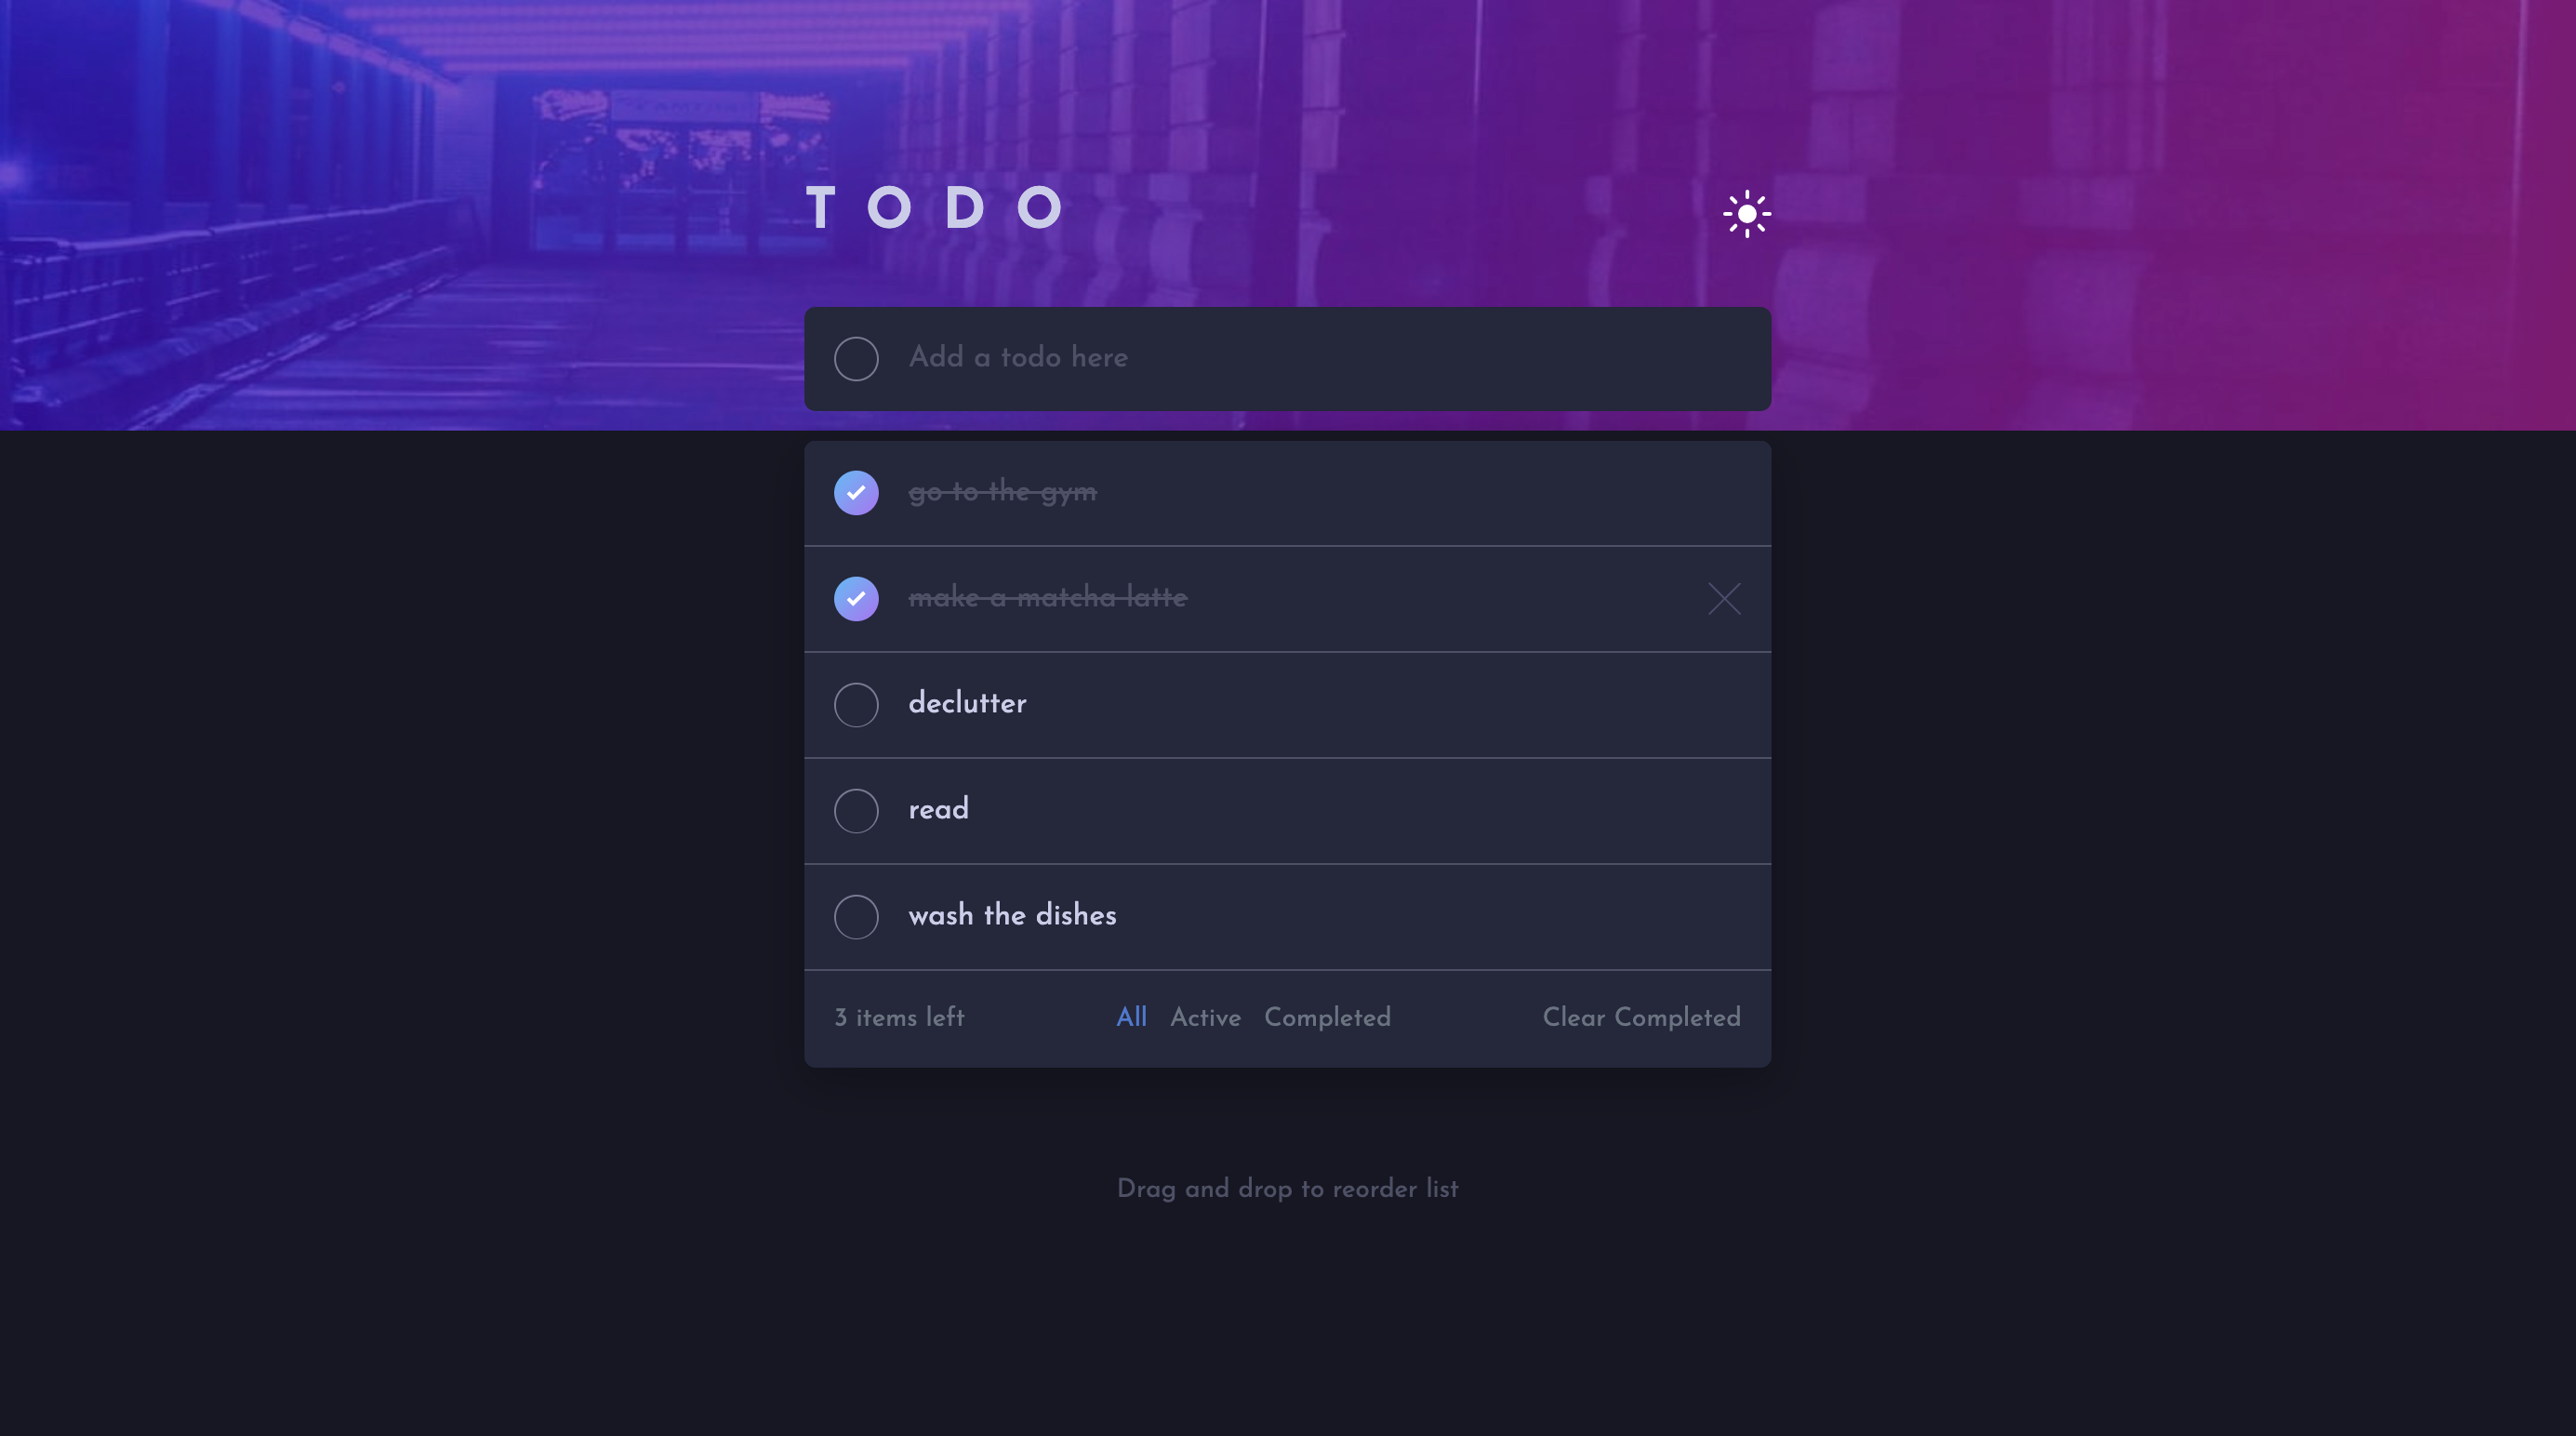 TODO
Add a todo here
go to the gym
make a matcha latte
declutter
read
wash the dishes
3 items left All Active Completed Clear Completed
Drag and drop to reorder list